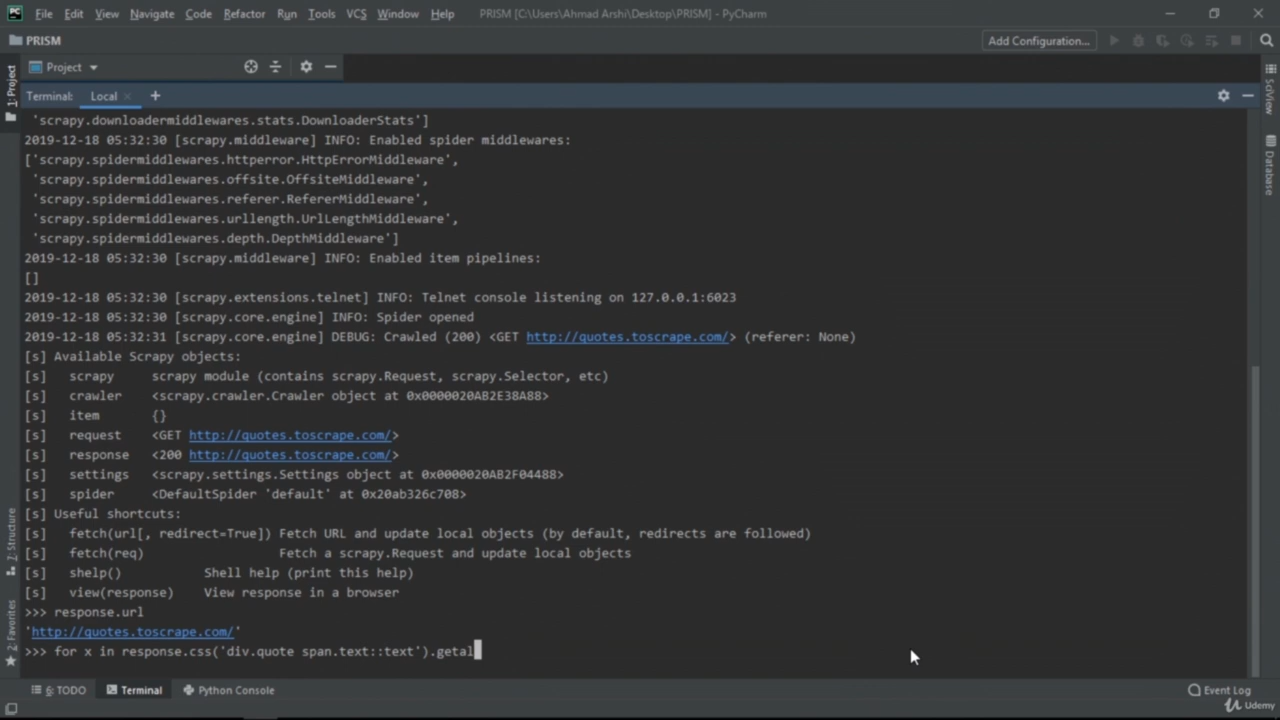 PC File Edit View Navigate Code Refactor Run Tools VCS Window Help PRISM [C:\Users\Ahmad Arshi\Desktop\PRISM] - PyCharm
PRISM Add Configuration...
1: Project Project
Terminal: Local
SciView
Database
'scrapy.downloadermiddlewares.stats.DownloaderStats']
2019-12-18 05:32:30 [scrapy.middleware] INFO: Enabled spider middlewares:
['scrapy.spidermiddlewares.httperror.HttpErrorMiddleware',
'scrapy.spidermiddlewares.offsite.OffsiteMiddleware',
'scrapy.spidermiddlewares.referer.RefererMiddleware',
'scrapy.spidermiddlewares.urllength.UrlLengthMiddleware',
'scrapy.spidermiddlewares.depth.DepthMiddleware']
2019-12-18 05:32:30 [scrapy.middleware] INFO: Enabled item pipelines:
[]
2019-12-18 05:32:30 [scrapy.extensions.telnet] INFO: Telnet console listening on 127.0.0.1:6023
2019-12-18 05:32:30 [scrapy.core.engine] INFO: Spider opened
2019-12-18 05:32:31 [scrapy.core.engine] DEBUG: Crawled (200) <GET http://quotes.toscrape.com/> (referer: None)
[s] Available Scrapy objects:
[s] scrapy scrapy module (contains scrapy.Request, scrapy.Selector, etc)
[s] crawler <scrapy.crawler.Crawler object at 0x0000020AB2E38A88>
[s] item {}
[s] request <GET http://quotes.toscrape.com/>
[s] response <200 http://quotes.toscrape.com/>
[s] settings <scrapy.settings.Settings object at 0x0000020AB2F04488>
[s] spider <DefaultSpider 'default' at 0x20ab326c708>
[s] Useful shortcuts:
[s] fetch(url[, redirect=True]) Fetch URL and update local objects (by default, redirects are followed)
[s] fetch(req) Fetch a scrapy.Request and update local objects
[s] shelp() Shell help (print this help)
[s] view(response) View response in a browser
>>> response.url
'http://quotes.toscrape.com/'
>>> for x in response.css('div.quote span.text::text').getal
7: Structure
2: Favorites
6: TODO Terminal Python Console Event Log
Udemy